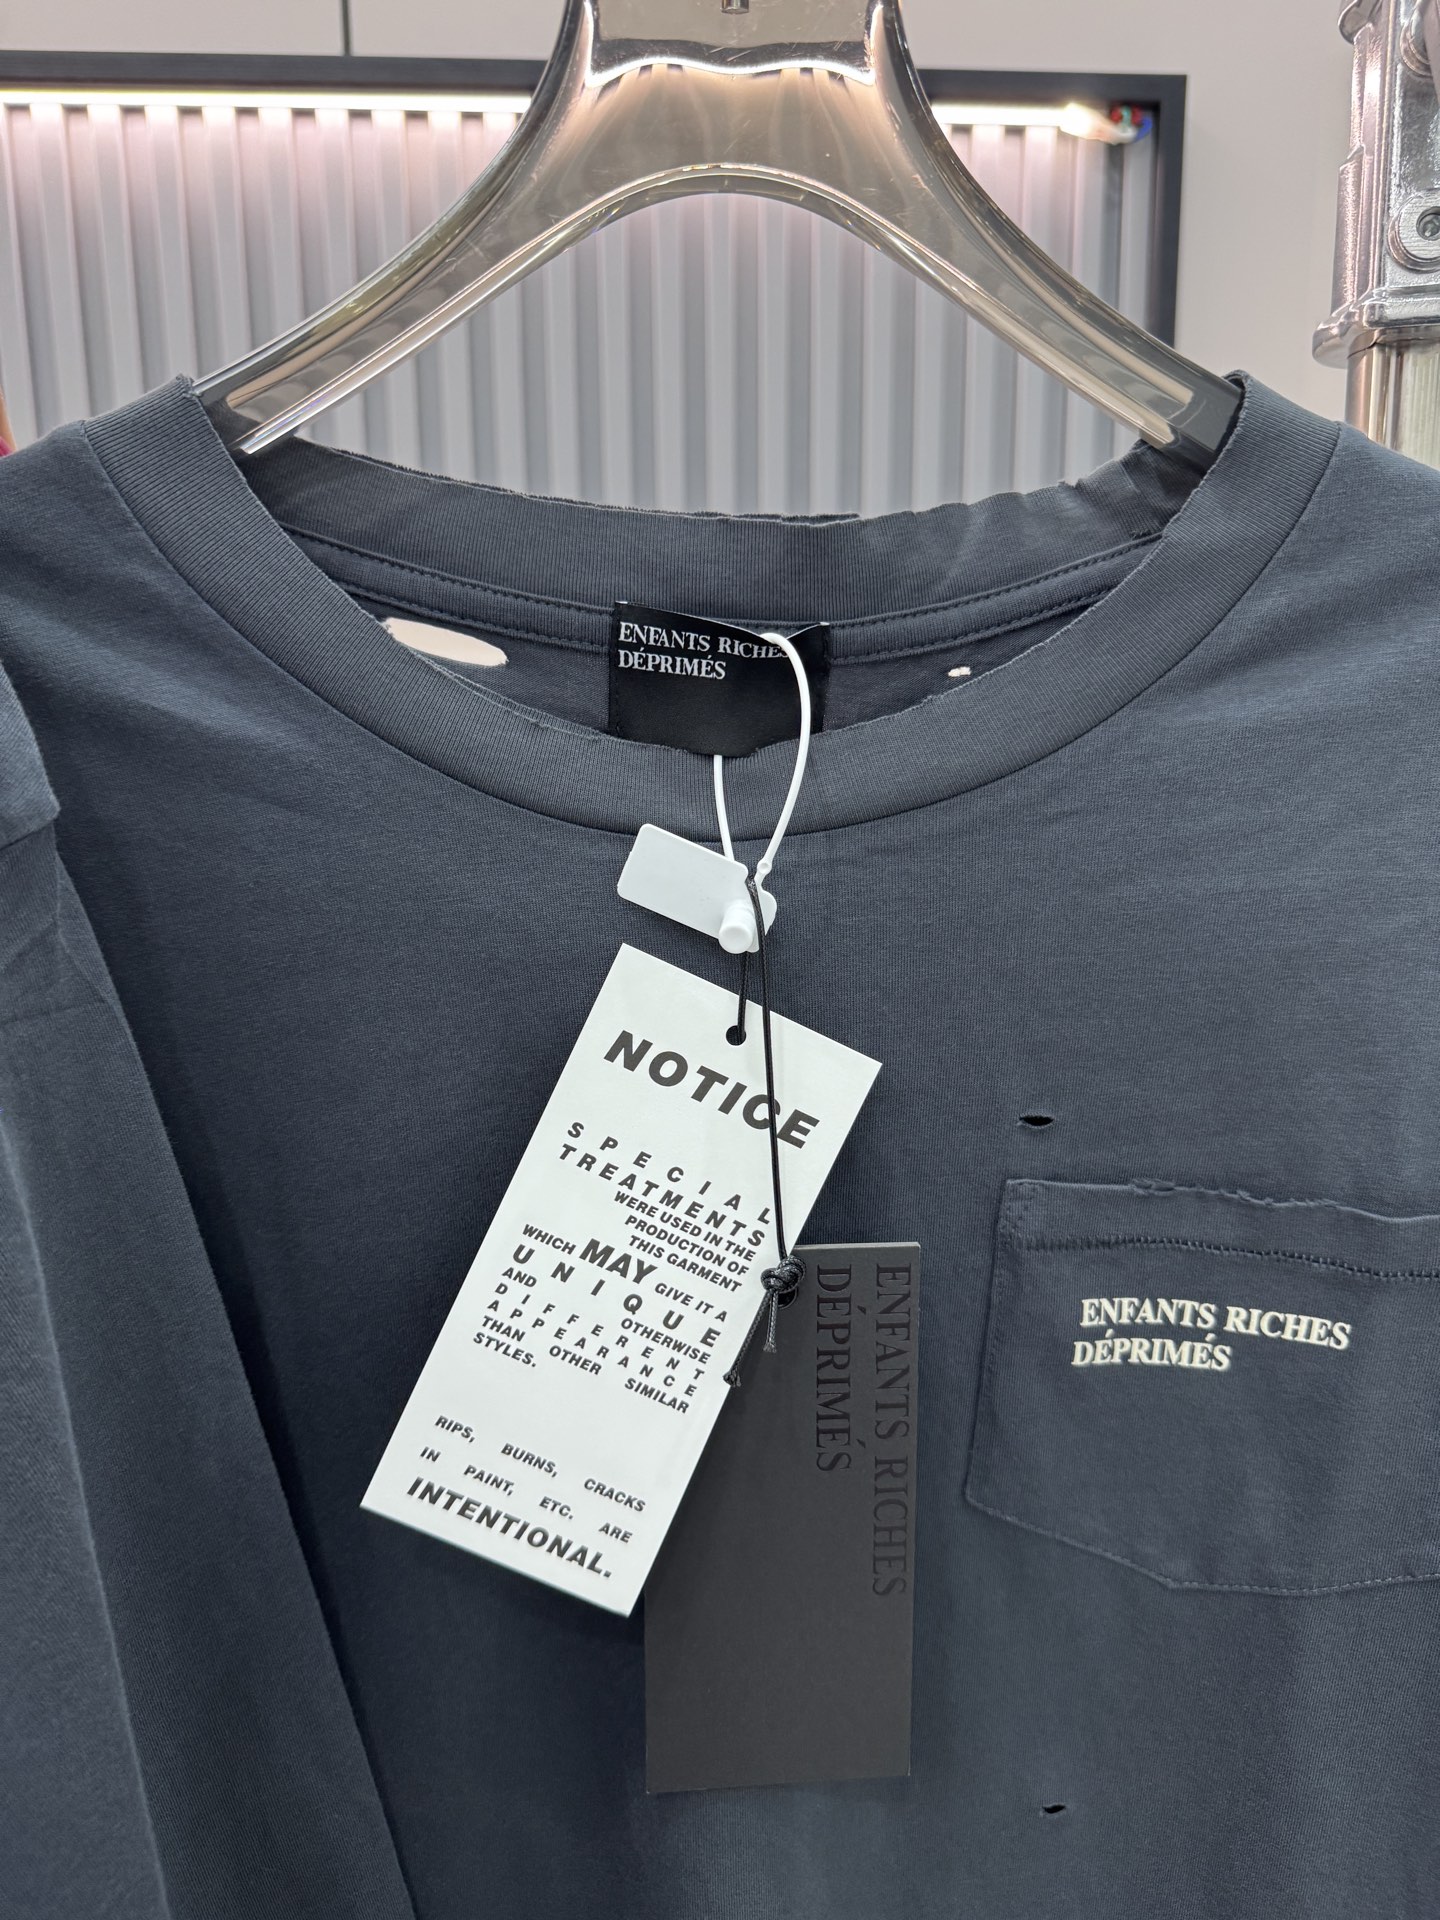 ENFANTS RICHES
DÉPRIMÉS
NOTICE
SPECIAL
TREATMENTS
WERE USED IN THE
PRODUCTION OF
THIS GARMENT
WHICH MAY GIVE IT A
UNIQUE
AND OTHERWISE
DIFFERENT
APPEARANCE
THAN OTHER SIMILAR
STYLES.
RIPS, BURNS, CRACKS
IN PAINT, ETC. ARE
INTENTIONAL.
ENFANTS RICHES
DÉPRIMÉS
ENFANTS RICHES
DÉPRIMÉS